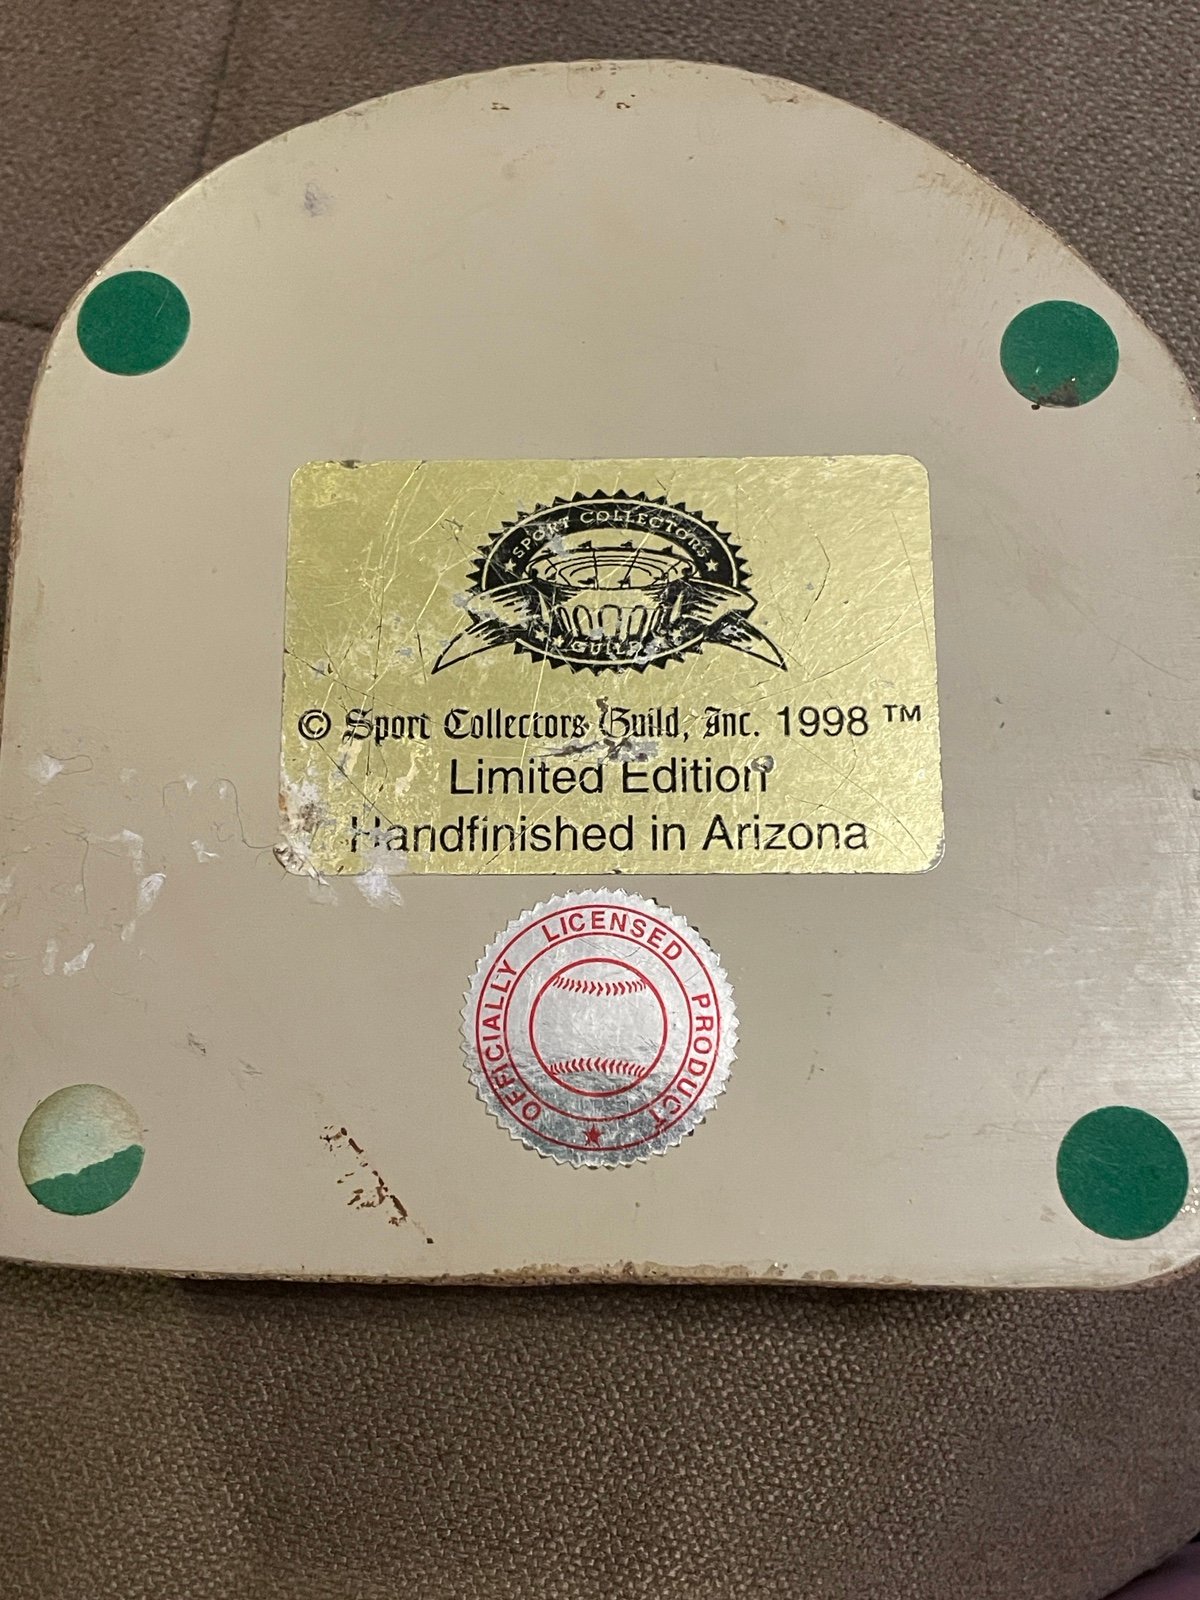 SPORT COLLECTORS
GUILD
© Sport Collectors Guild, Inc. 1998 ™
Limited Edition
Handfinished in Arizona
OFFICIALLY LICENSED PRODUCT